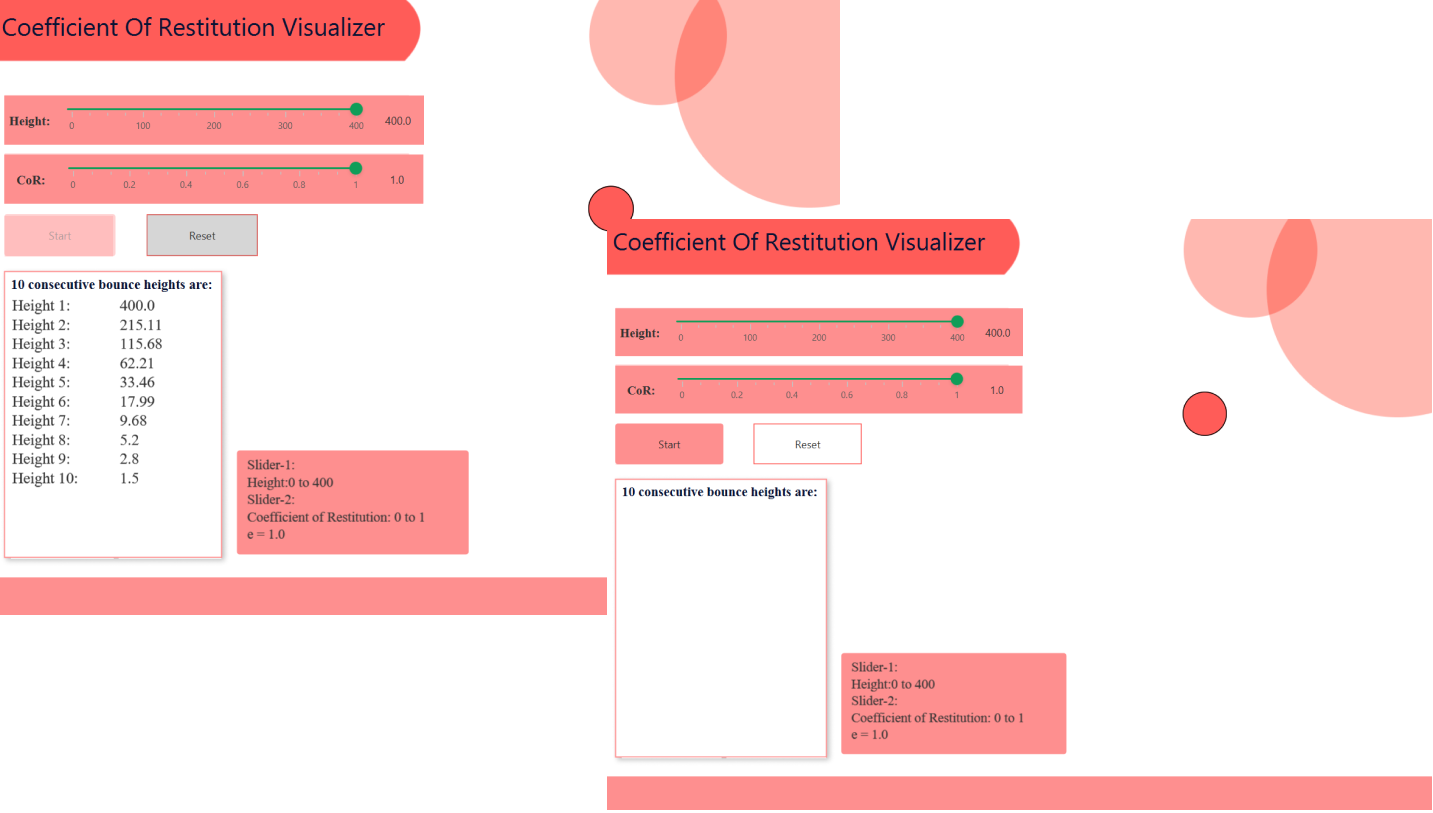 Coefficient Of Restitution Visualizer
Height: 0 100 200 300 400 400.0
CoR: 0 0.2 0.4 0.6 0.8 1 1.0
Start Reset
10 consecutive bounce heights are:
Height 1: 400.0
Height 2: 215.11
Height 3: 115.68
Height 4: 62.21
Height 5: 33.46
Height 6: 17.99
Height 7: 9.68
Height 8: 5.2
Height 9: 2.8
Height 10: 1.5
Slider-1:
Height:0 to 400
Slider-2:
Coefficient of Restitution: 0 to 1
e = 1.0
Coefficient Of Restitution Visualizer
Height: 0 100 200 300 400 400.0
CoR: 0 0.2 0.4 0.6 0.8 1 1.0
Start Reset
10 consecutive bounce heights are:
Slider-1:
Height:0 to 400
Slider-2:
Coefficient of Restitution: 0 to 1
e = 1.0